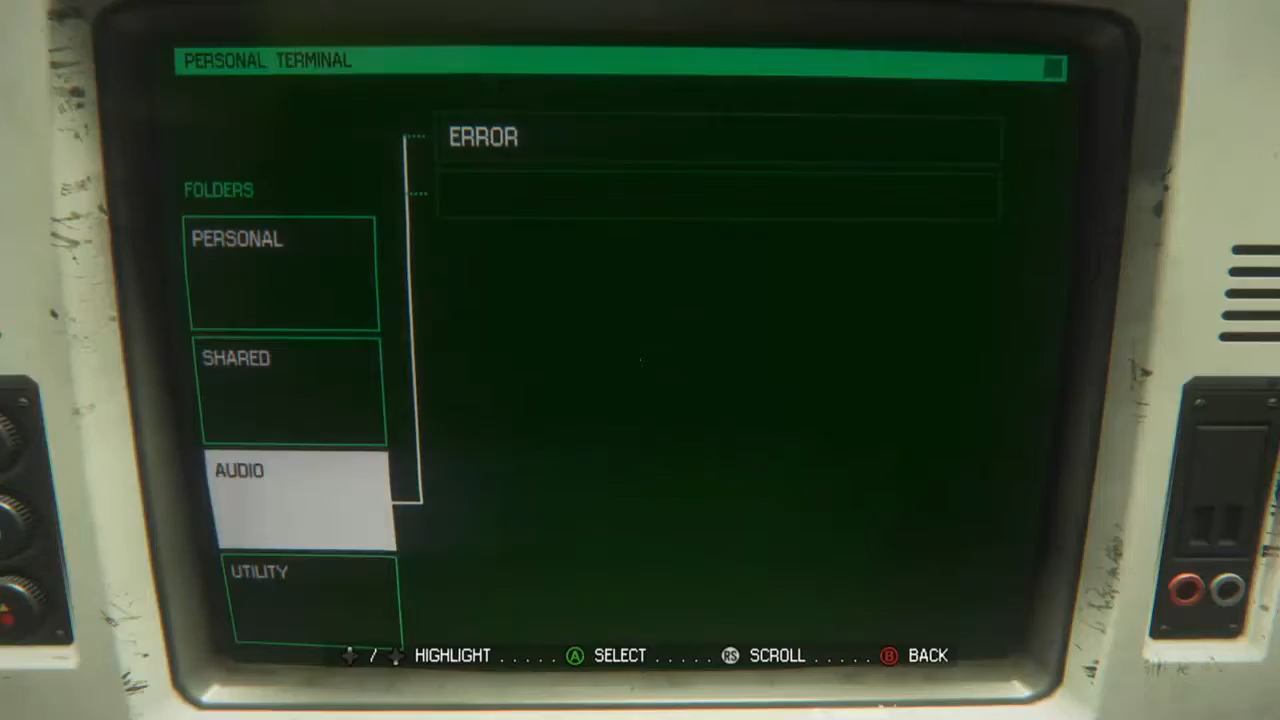 PERSONAL TERMINAL
ERROR
FOLDERS
PERSONAL
SHARED
AUDIO
UTILITY
/ HIGHLIGHT ..... A SELECT ..... RS SCROLL ..... B BACK